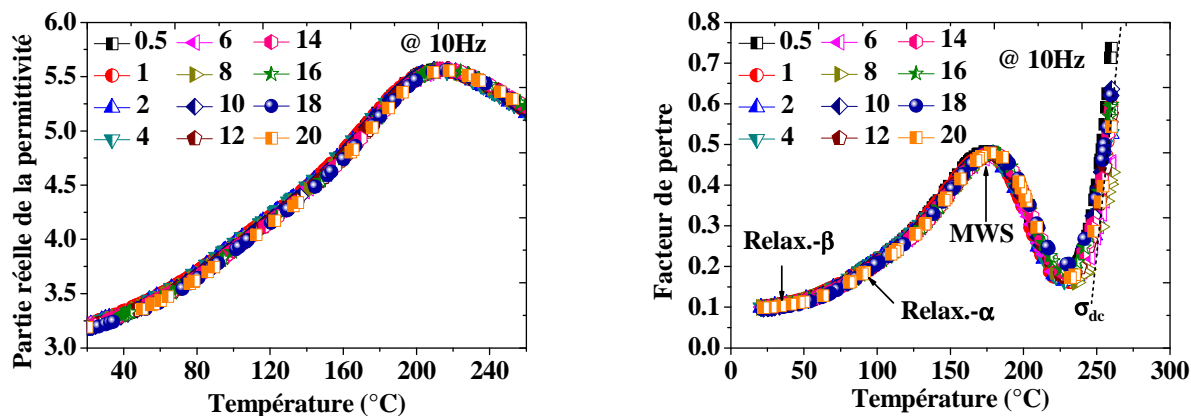 Partie réelle de la permittivité
6.0
5.5
5.0
4.5
4.0
3.5
3.0
0.5 6 14
1 8 16
2 10 18
4 12 20
@ 10Hz
40 80 120 160 200 240
Température (°C)
Facteur de pertre
0.8
0.7
0.6
0.5
0.4
0.3
0.2
0.1
0.0
0.5 6 14
1 8 16
2 10 18
4 12 20
@ 10Hz
Relax.-β
MWS
Relax.-α
σdc
0 50 100 150 200 250 300
Température (°C)